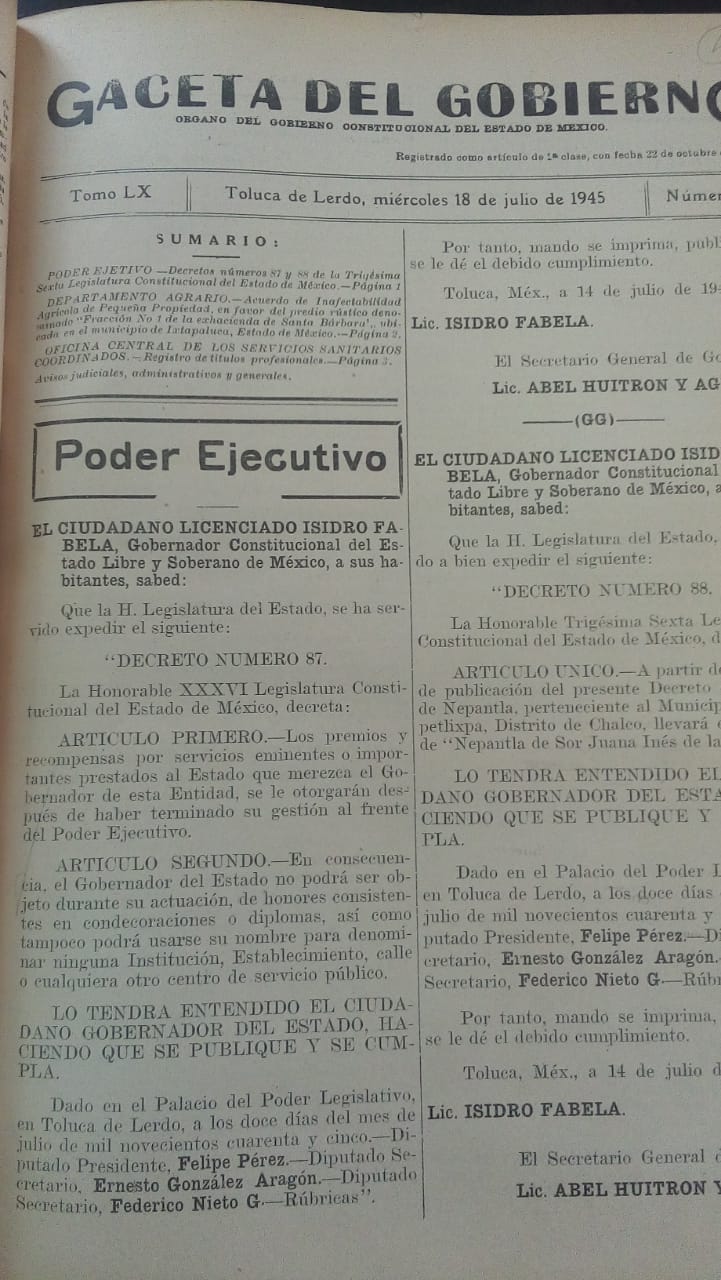 GACETA DEL GOBIERNO
ORGANO DEL GOBIERNO CONSTITUCIONAL DEL ESTADO DE MEXICO.
Registrado como artículo de 1ª clase, con fecha 22 de octubre
Tomo LX
Toluca de Lerdo, miércoles 18 de julio de 1945
Núme
SUMARIO:
PODER EJETIVO —Decretos números 87 y 88 de la Trigésima
Sexta Legislatura Constitucional del Estado de México.—Página 1
DEPARTAMENTO AGRARIO.—Acuerdo de Inafectabilidad
Agrícola de Pequeña Propiedad, en favor del predio rústico deno-
minado "Fracción No 1 de la exhacienda de Santa Bárbara", ubi-
cado en el municipio de Ixtapaluca, Estado de México.—Página 2.
OFICINA CENTRAL DE LOS SERVICIOS SANITARIOS
COORDINADOS.—Registro de títulos profesionales.—Página 3.
Avisos judiciales, administrativos y generales.
Poder Ejecutivo
EL CIUDADANO LICENCIADO ISIDRO FA-
BELA, Gobernador Constitucional del Es-
tado Libre y Soberano de México, a sus ha-
bitantes, sabed:
Que la H. Legislatura del Estado, se ha ser-
vido expedir el siguiente:
"DECRETO NUMERO 87.
La Honorable XXXVI Legislatura Consti-
tucional del Estado de México, decreta:
ARTICULO PRIMERO.—Los premios y
recompensas por servicios eminentes o impor-
tantes prestados al Estado que merezca el Go-
bernador de esta Entidad, se le otorgarán des-
pués de haber terminado su gestión al frente
del Poder Ejecutivo.
ARTICULO SEGUNDO.—En consecuen-
cia, el Gobernador del Estado no podrá ser ob-
jeto durante su actuación, de honores consisten-
tes en condecoraciones o diplomas, así como
tampoco podrá usarse su nombre para denomi-
nar ninguna Institución, Establecimiento, calle
o cualquiera otro centro de servicio público.
LO TENDRA ENTENDIDO EL CIUDA-
DANO GOBERNADOR DEL ESTADO, HA-
CIENDO QUE SE PUBLIQUE Y SE CUM-
PLA.
Dado en el Palacio del Poder Legislativo,
en Toluca de Lerdo, a los doce días del mes de
julio de mil novecientos cuarenta y cinco.—Di-
putado Presidente, Felipe Pérez.—Diputado Se-
cretario, Ernesto González Aragón.—Diputado
Secretario, Federico Nieto G.—Rúbricas".
Por tanto, mando se imprima, publ
se le dé el debido cumplimiento.
Toluca, Méx., a 14 de julio de 194
Lic. ISIDRO FABELA.
El Secretario General de Go
Lic. ABEL HUITRON Y AG
——(GG)——
EL CIUDADANO LICENCIADO ISID
BELA, Gobernador Constitucional
tado Libre y Soberano de México, a
bitantes, sabed:
Que la H. Legislatura del Estado,
do a bien expedir el siguiente:
"DECRETO NUMERO 88.
La Honorable Trigésima Sexta Le
Constitucional del Estado de México, d
ARTICULO UNICO.—A partir de
de publicación del presente Decreto
de Nepantla, perteneciente al Municip
petlixpa, Distrito de Chalco, llevará
de "Nepantla de Sor Juana Inés de la
LO TENDRA ENTENDIDO EL
DANO GOBERNADOR DEL ESTA
CIENDO QUE SE PUBLIQUE Y
PLA.
Dado en el Palacio del Poder L
en Toluca de Lerdo, a los doce días
julio de mil novecientos cuarenta y
putado Presidente, Felipe Pérez.—Di
cretario, Ernesto González Aragón.
Secretario, Federico Nieto G.—Rúbr
Por tanto, mando se imprima,
se le dé el debido cumplimiento.
Toluca, Méx., a 14 de julio d
Lic. ISIDRO FABELA.
El Secretario General d
Lic. ABEL HUITRON Y